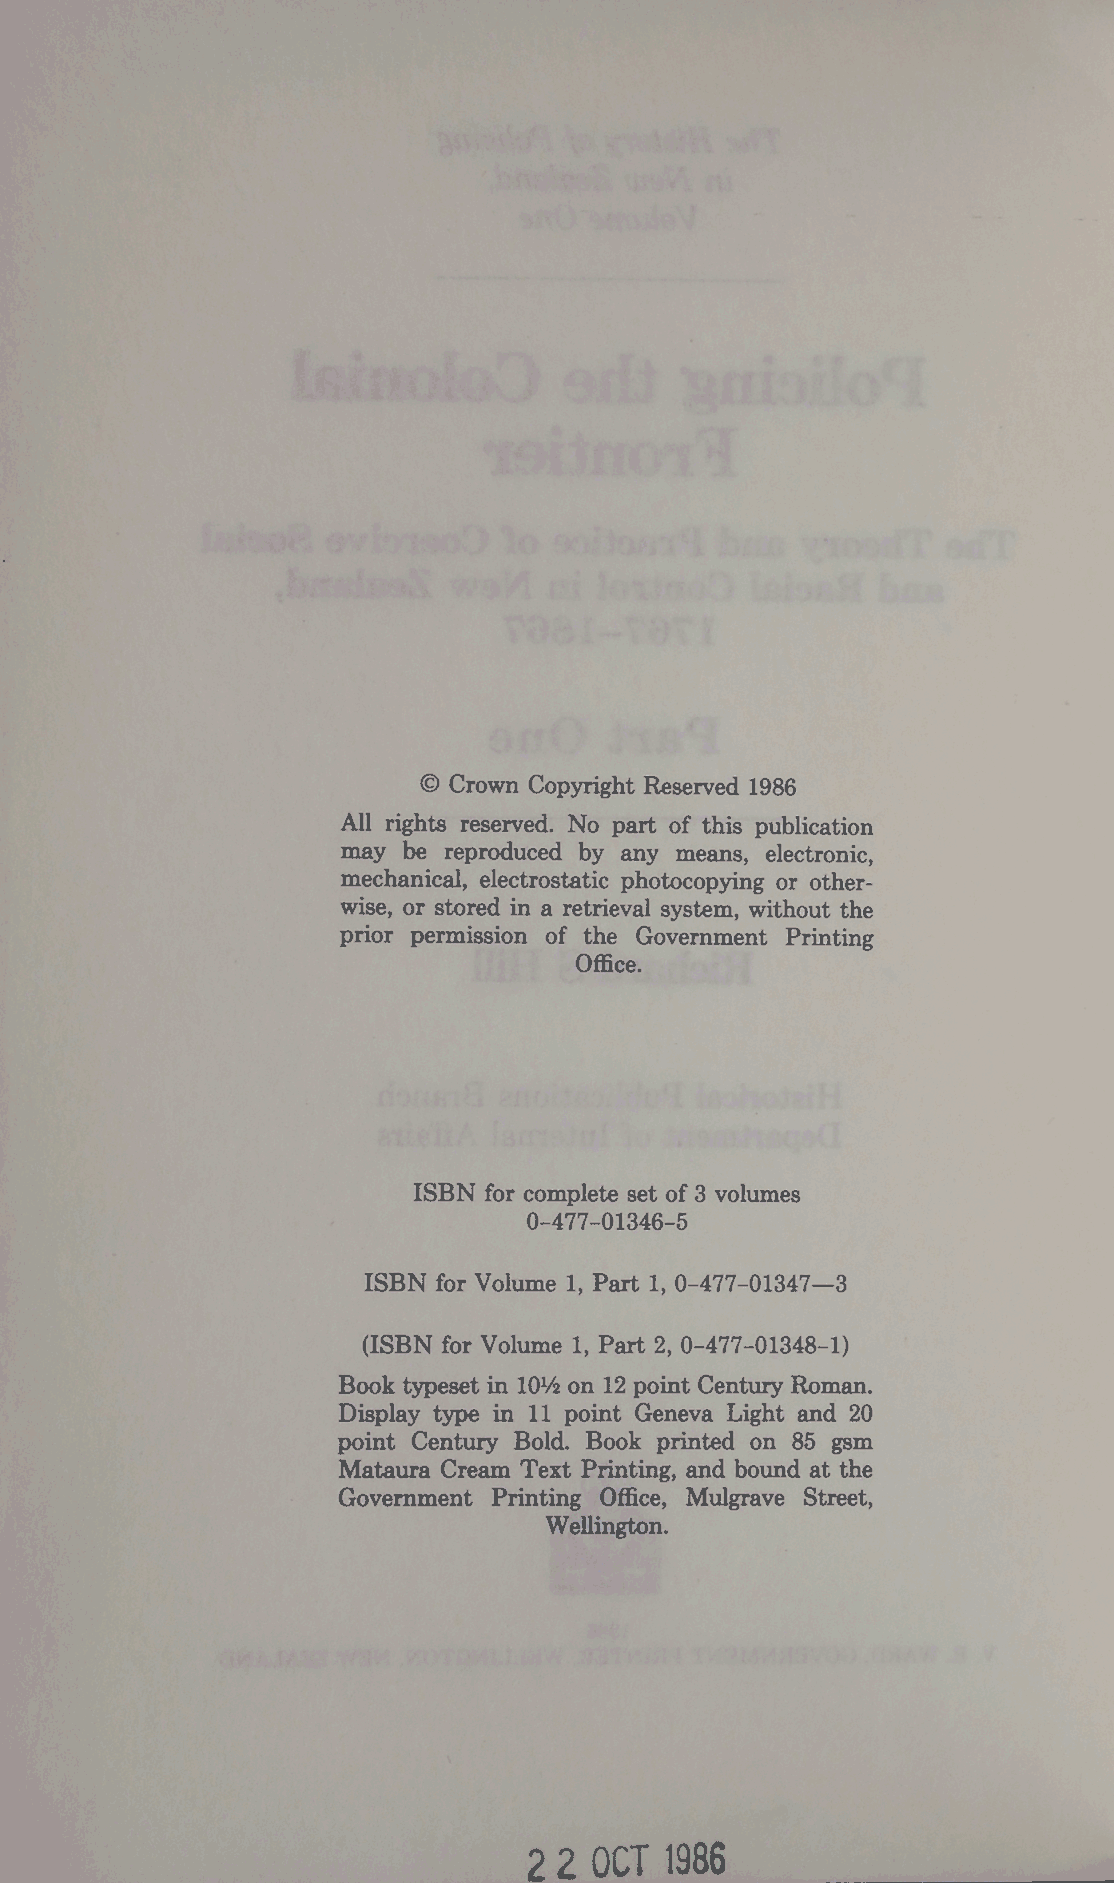 © Crown Copyright Reserved 1986
All rights reserved. No part of this publication
may be reproduced by any means, electronic,
mechanical, electrostatic photocopying or other-
wise, or stored in a retrieval system, without the
prior permission of the Government Printing
Office.
ISBN for complete set of 3 volumes
0-477-01346-5
ISBN for Volume 1, Part 1, 0-477-01347—3
(ISBN for Volume 1, Part 2, 0-477-01348-1)
Book typeset in 10½ on 12 point Century Roman.
Display type in 11 point Geneva Light and 20
point Century Bold. Book printed on 85 gsm
Mataura Cream Text Printing, and bound at the
Government Printing Office, Mulgrave Street,
Wellington.
22 OCT 1986